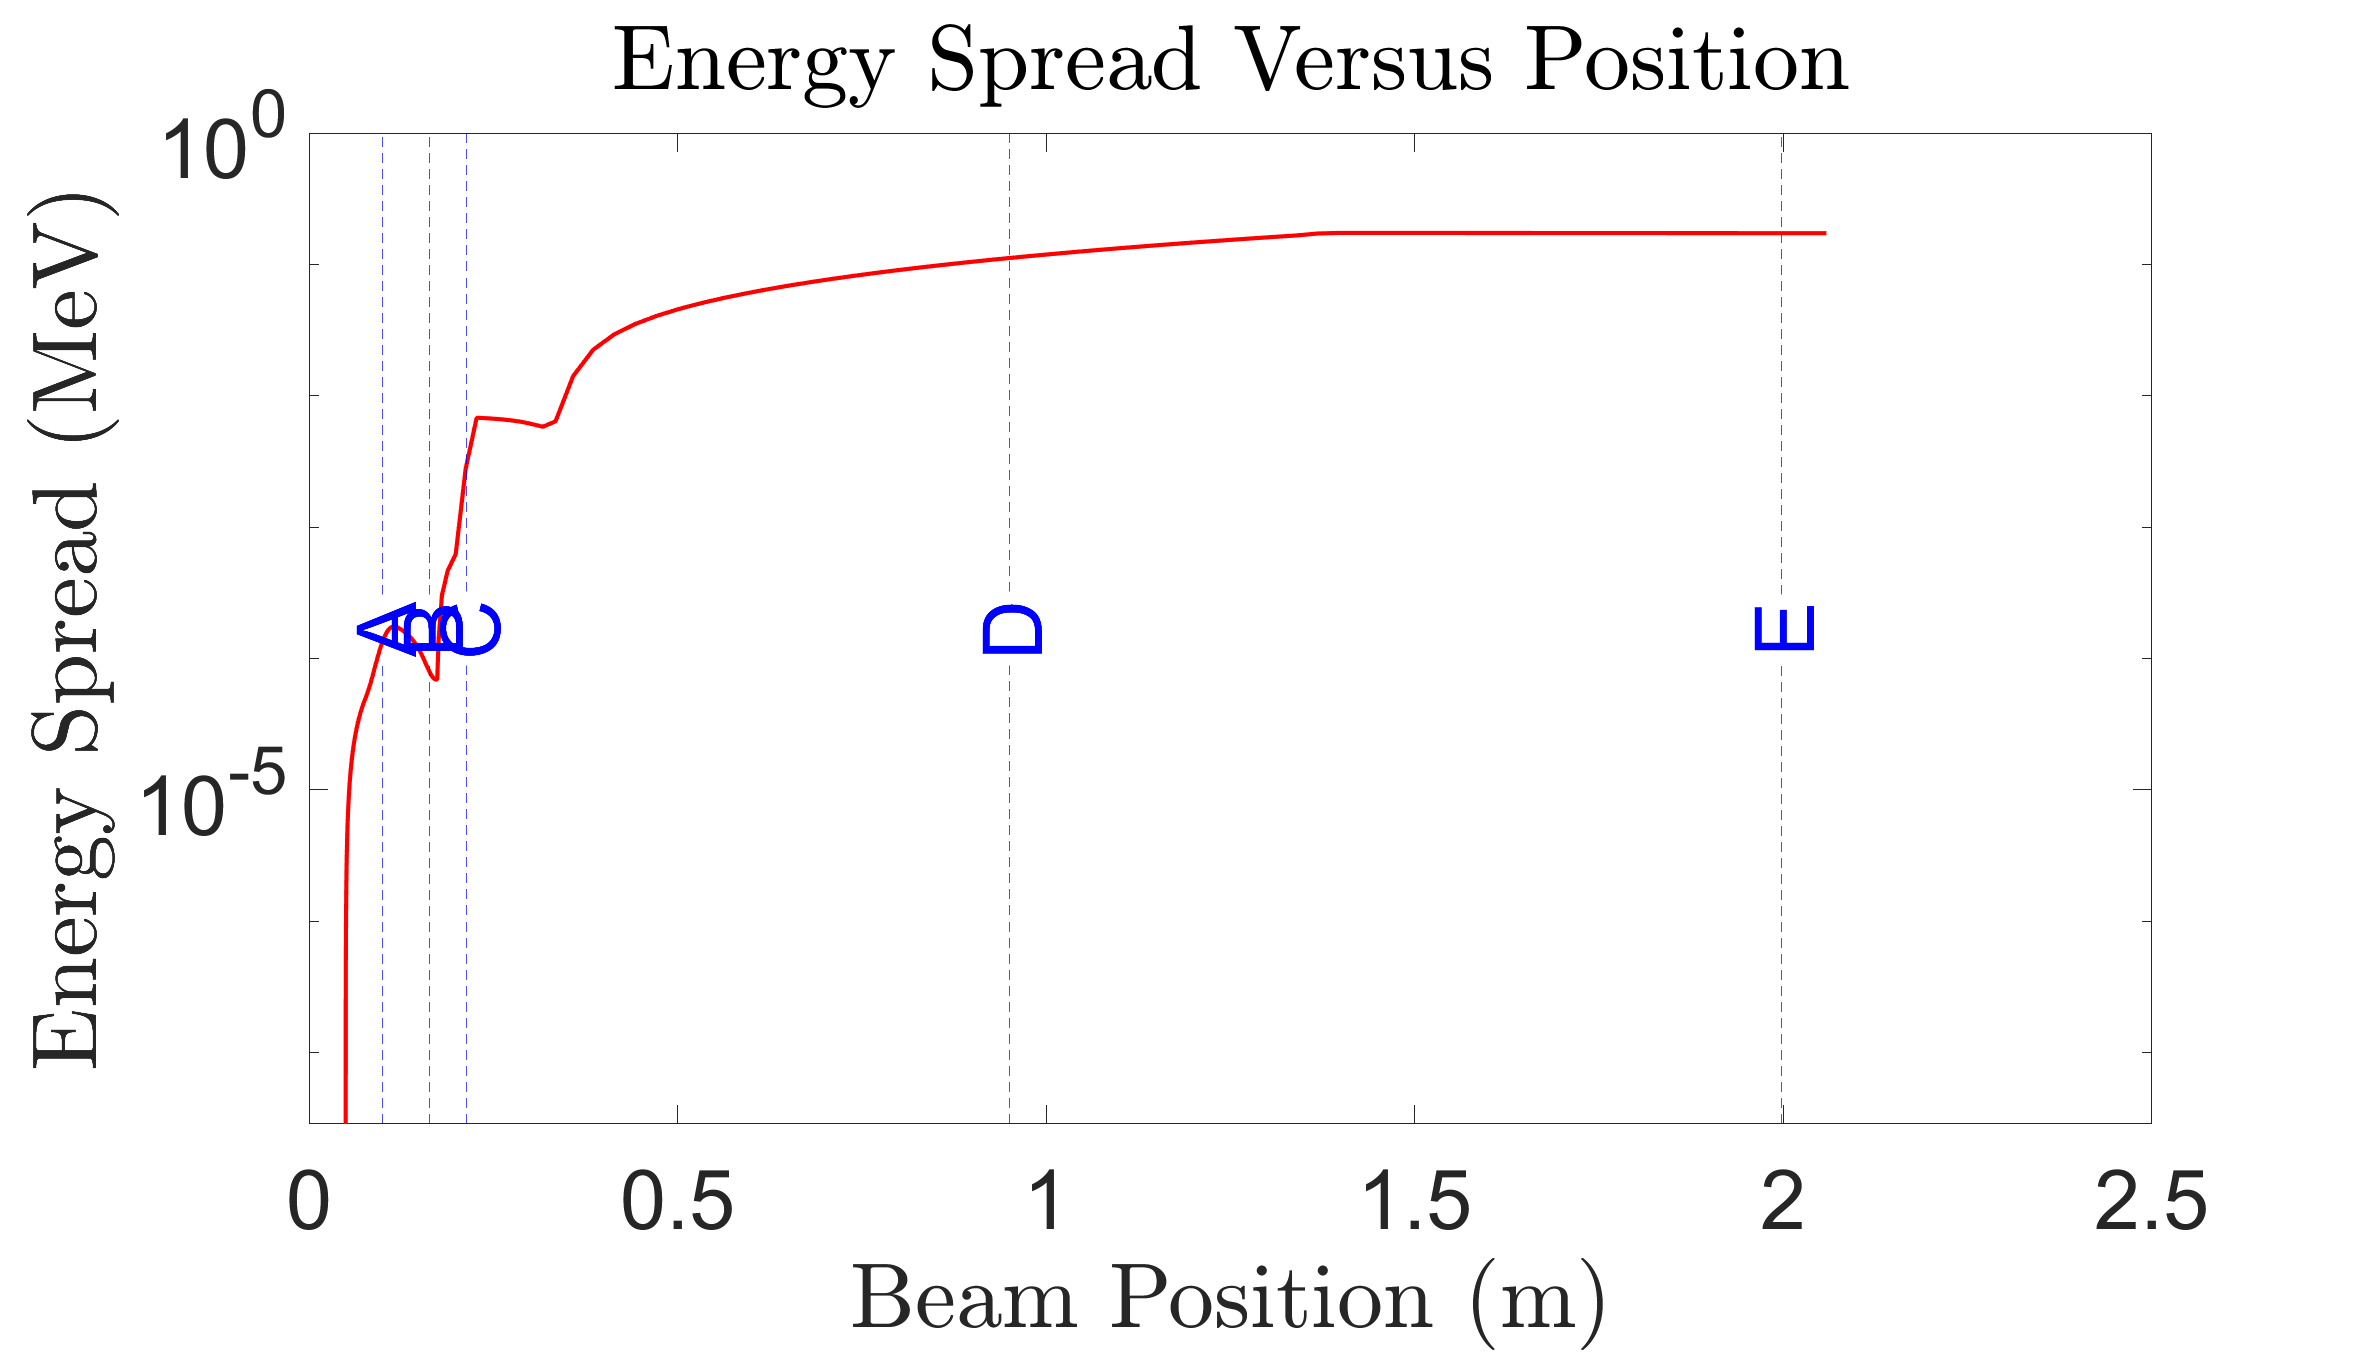 Energy Spread Versus Position
10^0
Energy Spread (MeV)
A B C D E
10^-5
0 0.5 1 1.5 2 2.5
Beam Position (m)